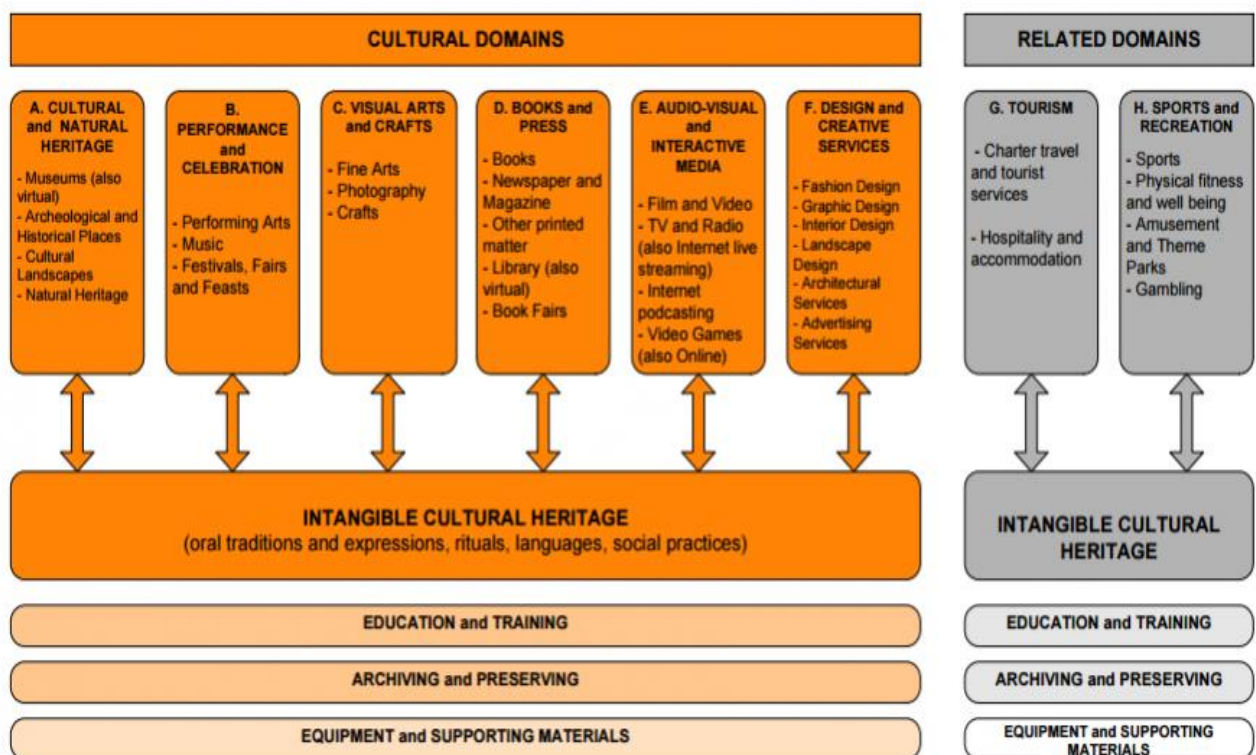 CULTURAL DOMAINS
RELATED DOMAINS
A. CULTURAL
and NATURAL
HERITAGE
- Museums (also
virtual)
- Archeological and
Historical Places
- Cultural
Landscapes
- Natural Heritage
B.
PERFORMANCE
and
CELEBRATION
- Performing Arts
- Music
- Festivals, Fairs
and Feasts
C. VISUAL ARTS
and CRAFTS
- Fine Arts
- Photography
- Crafts
D. BOOKS and
PRESS
- Books
- Newspaper and
Magazine
- Other printed
matter
- Library (also
virtual)
- Book Fairs
E. AUDIO-VISUAL
and
INTERACTIVE
MEDIA
- Film and Video
- TV and Radio
(also Internet live
streaming)
- Internet
podcasting
- Video Games
(also Online)
F. DESIGN and
CREATIVE
SERVICES
- Fashion Design
- Graphic Design
- Interior Design
- Landscape
Design
- Architectural
Services
- Advertising
Services
G. TOURISM
- Charter travel
and tourist
services
- Hospitality and
accommodation
H. SPORTS and
RECREATION
- Sports
- Physical fitness
and well being
- Amusement
and Theme
Parks
- Gambling
INTANGIBLE CULTURAL HERITAGE
(oral traditions and expressions, rituals, languages, social practices)
INTANGIBLE CULTURAL
HERITAGE
EDUCATION and TRAINING
EDUCATION and TRAINING
ARCHIVING and PRESERVING
ARCHIVING and PRESERVING
EQUIPMENT and SUPPORTING MATERIALS
EQUIPMENT and SUPPORTING
MATERIALS